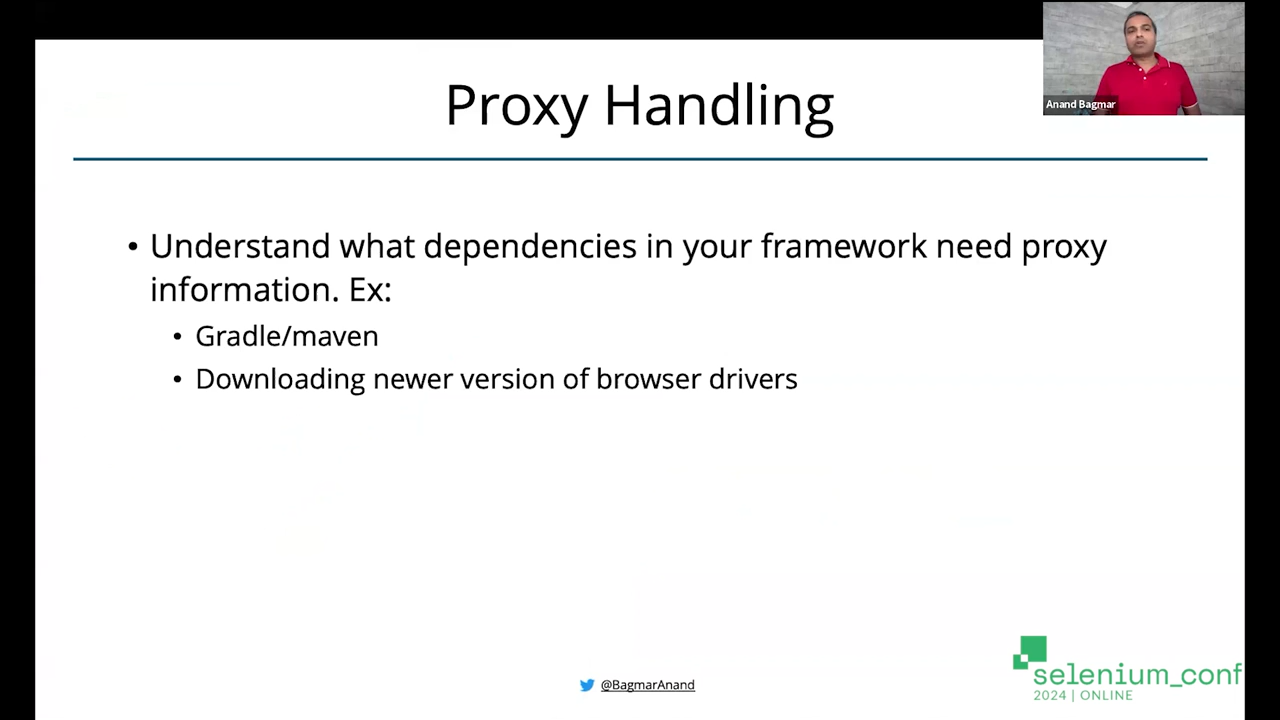 Proxy Handling
Anand Bagmar
• Understand what dependencies in your framework need proxy
information. Ex:
• Gradle/maven
• Downloading newer version of browser drivers
@BagmarAnand
selenium_conf
2024 | ONLINE